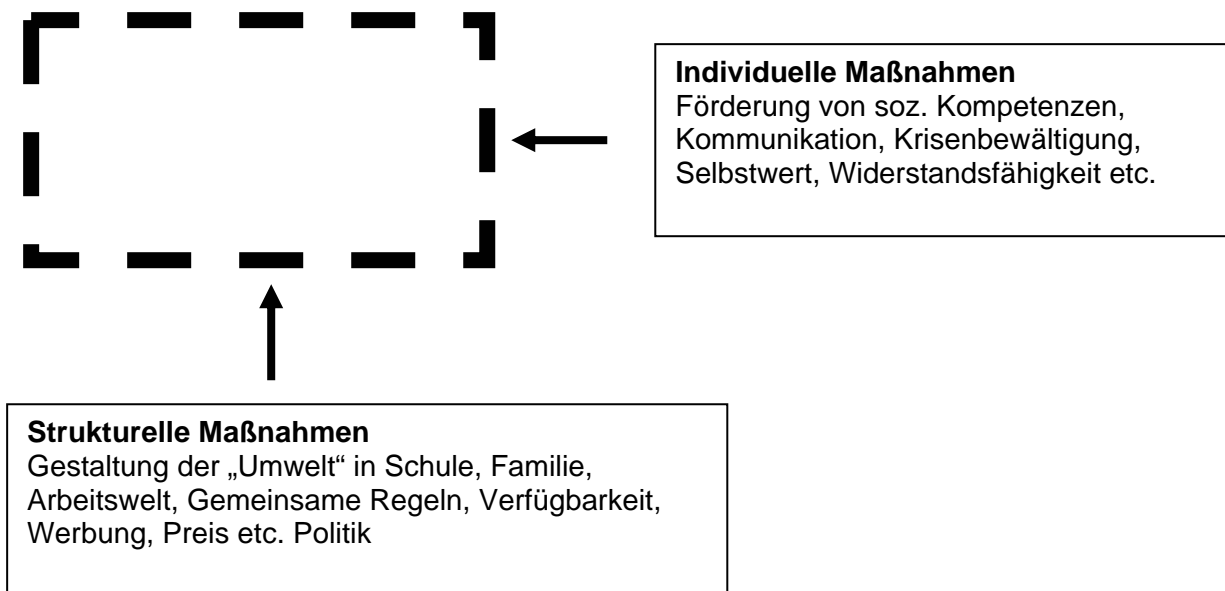 Individuelle Maßnahmen
Förderung von soz. Kompetenzen,
Kommunikation, Krisenbewältigung,
Selbstwert, Widerstandsfähigkeit etc.
Strukturelle Maßnahmen
Gestaltung der „Umwelt“ in Schule, Familie,
Arbeitswelt, Gemeinsame Regeln, Verfügbarkeit,
Werbung, Preis etc. Politik